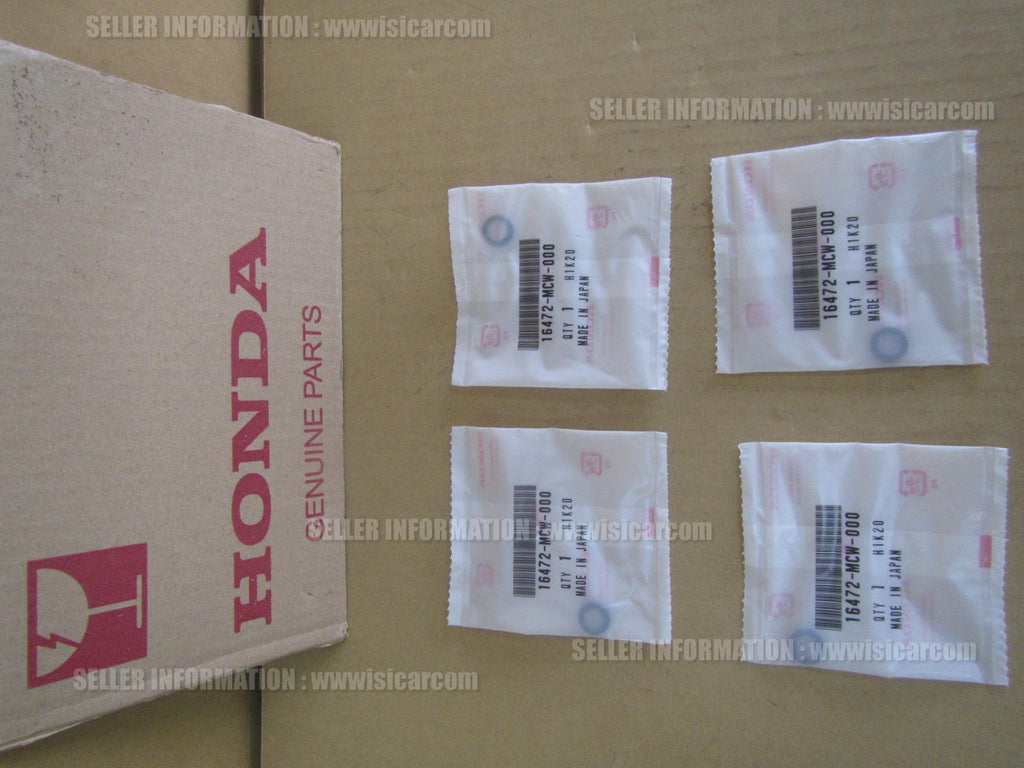 SELLER INFORMATION : wwwisicarcom
SELLER INFORMATION : wwwisicarcom
HONDA
GENUINE PARTS
16472-MCW-000
QTY 1 H1K20
MADE IN JAPAN
16472-MCW-000
QTY 1 H1K20
MADE IN JAPAN
16472-MCW-000
QTY 1 H1K20
MADE IN JAPAN
16472-MCW-000
QTY 1 H1K20
MADE IN JAPAN
SELLER INFORMATION : wwwisicarcom
SELLER INFORMATION : wwwisicarcom
SELLER INFORMATION : wwwisicarcom